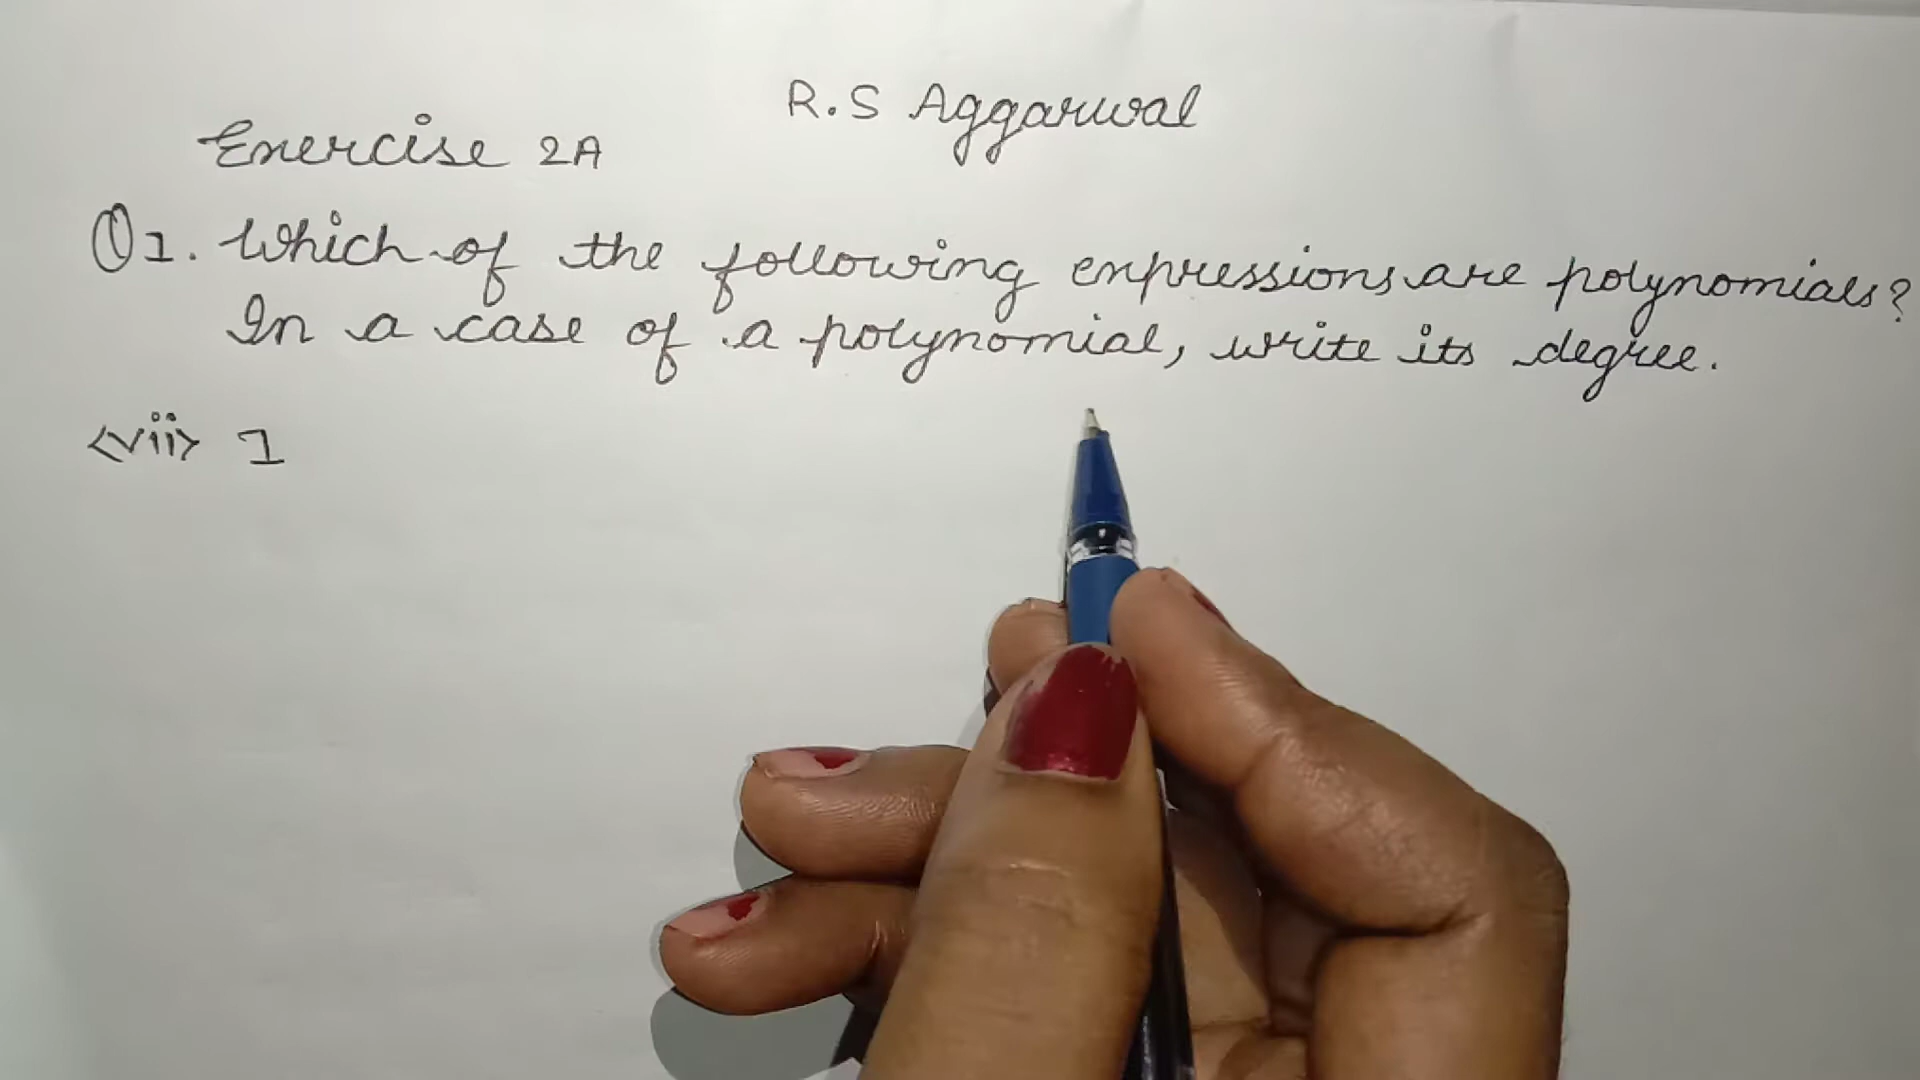 R.S Aggarwal
Exercise 2A
Q1. Which of the following expressions are polynomials?
In a case of a polynomial, write its degree.
<vii> 1